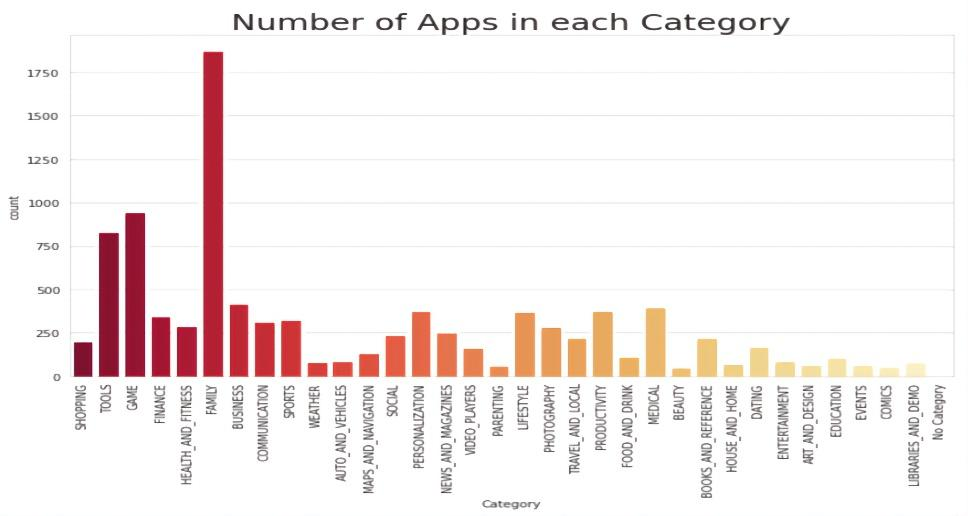 Number of Apps in each Category
1750
1500
1250
1000
750
500
250
0
count
SHOPPING
TOOLS
GAME
FINANCE
HEALTH_AND_FITNESS
FAMILY
BUSINESS
COMMUNICATION
SPORTS
WEATHER
AUTO_AND_VEHICLES
MAPS_AND_NAVIGATION
SOCIAL
PERSONALIZATION
NEWS_AND_MAGAZINES
VIDEO_PLAYERS
PARENTING
LIFESTYLE
PHOTOGRAPHY
TRAVEL_AND_LOCAL
PRODUCTIVITY
FOOD_AND_DRINK
MEDICAL
BEAUTY
BOOKS_AND_REFERENCE
HOUSE_AND_HOME
DATING
ENTERTAINMENT
ART_AND_DESIGN
EDUCATION
EVENTS
COMICS
LIBRARIES_AND_DEMO
No Category
Category